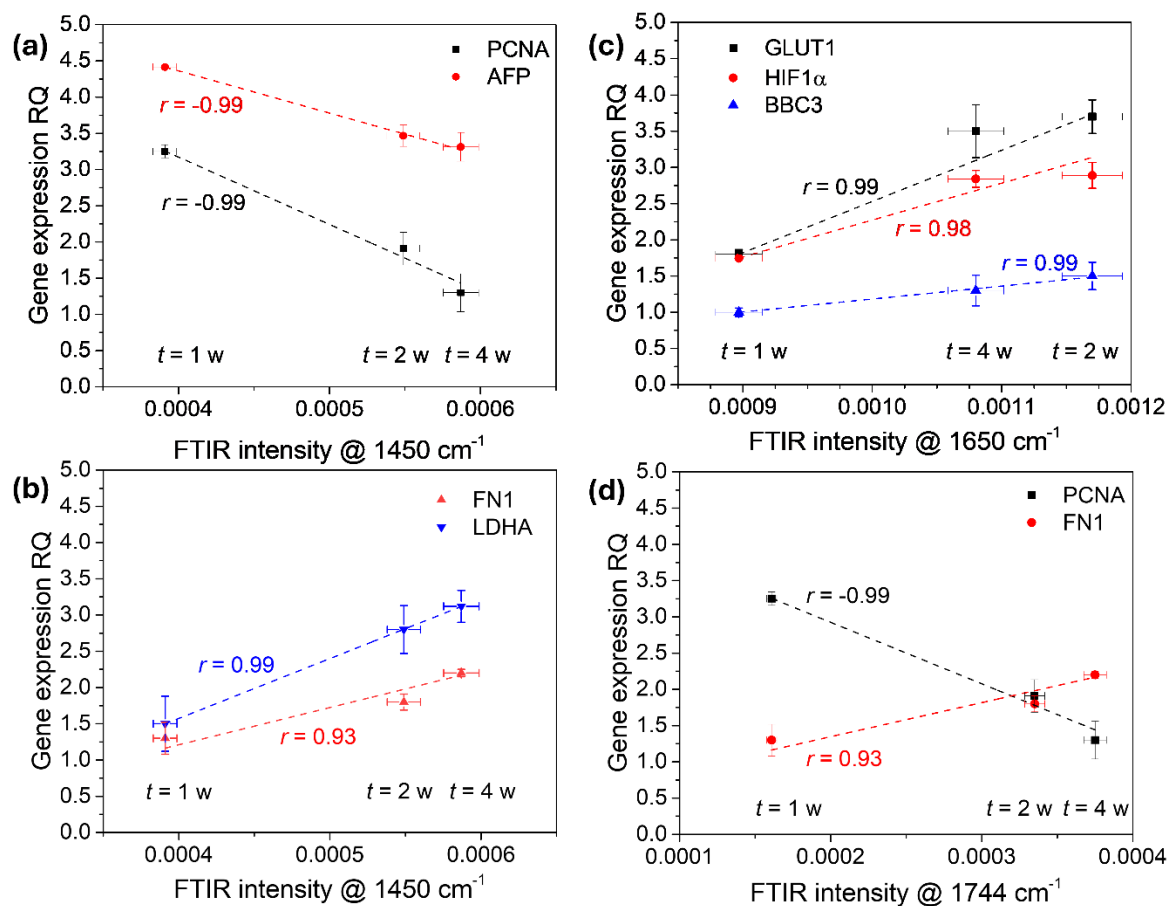 (a)
5.0
4.5
4.0
3.5
3.0
2.5
2.0
1.5
1.0
0.5
0.0
Gene expression RQ
PCNA
AFP
r = -0.99
r = -0.99
t = 1 w
t = 2 w
t = 4 w
0.0004
0.0005
0.0006
FTIR intensity @ 1450 cm⁻¹
(c)
5.0
4.5
4.0
3.5
3.0
2.5
2.0
1.5
1.0
0.5
0.0
Gene expression RQ
GLUT1
HIF1α
BBC3
r = 0.99
r = 0.98
r = 0.99
t = 1 w
t = 4 w
t = 2 w
0.0009
0.0010
0.0011
0.0012
FTIR intensity @ 1650 cm⁻¹
(b)
5.0
4.5
4.0
3.5
3.0
2.5
2.0
1.5
1.0
0.5
0.0
Gene expression RQ
FN1
LDHA
r = 0.99
r = 0.93
t = 1 w
t = 2 w
t = 4 w
0.0004
0.0005
0.0006
FTIR intensity @ 1450 cm⁻¹
(d)
5.0
4.5
4.0
3.5
3.0
2.5
2.0
1.5
1.0
0.5
0.0
Gene expression RQ
PCNA
FN1
r = -0.99
r = 0.93
t = 1 w
t = 2 w
t = 4 w
0.0001
0.0002
0.0003
0.0004
FTIR intensity @ 1744 cm⁻¹